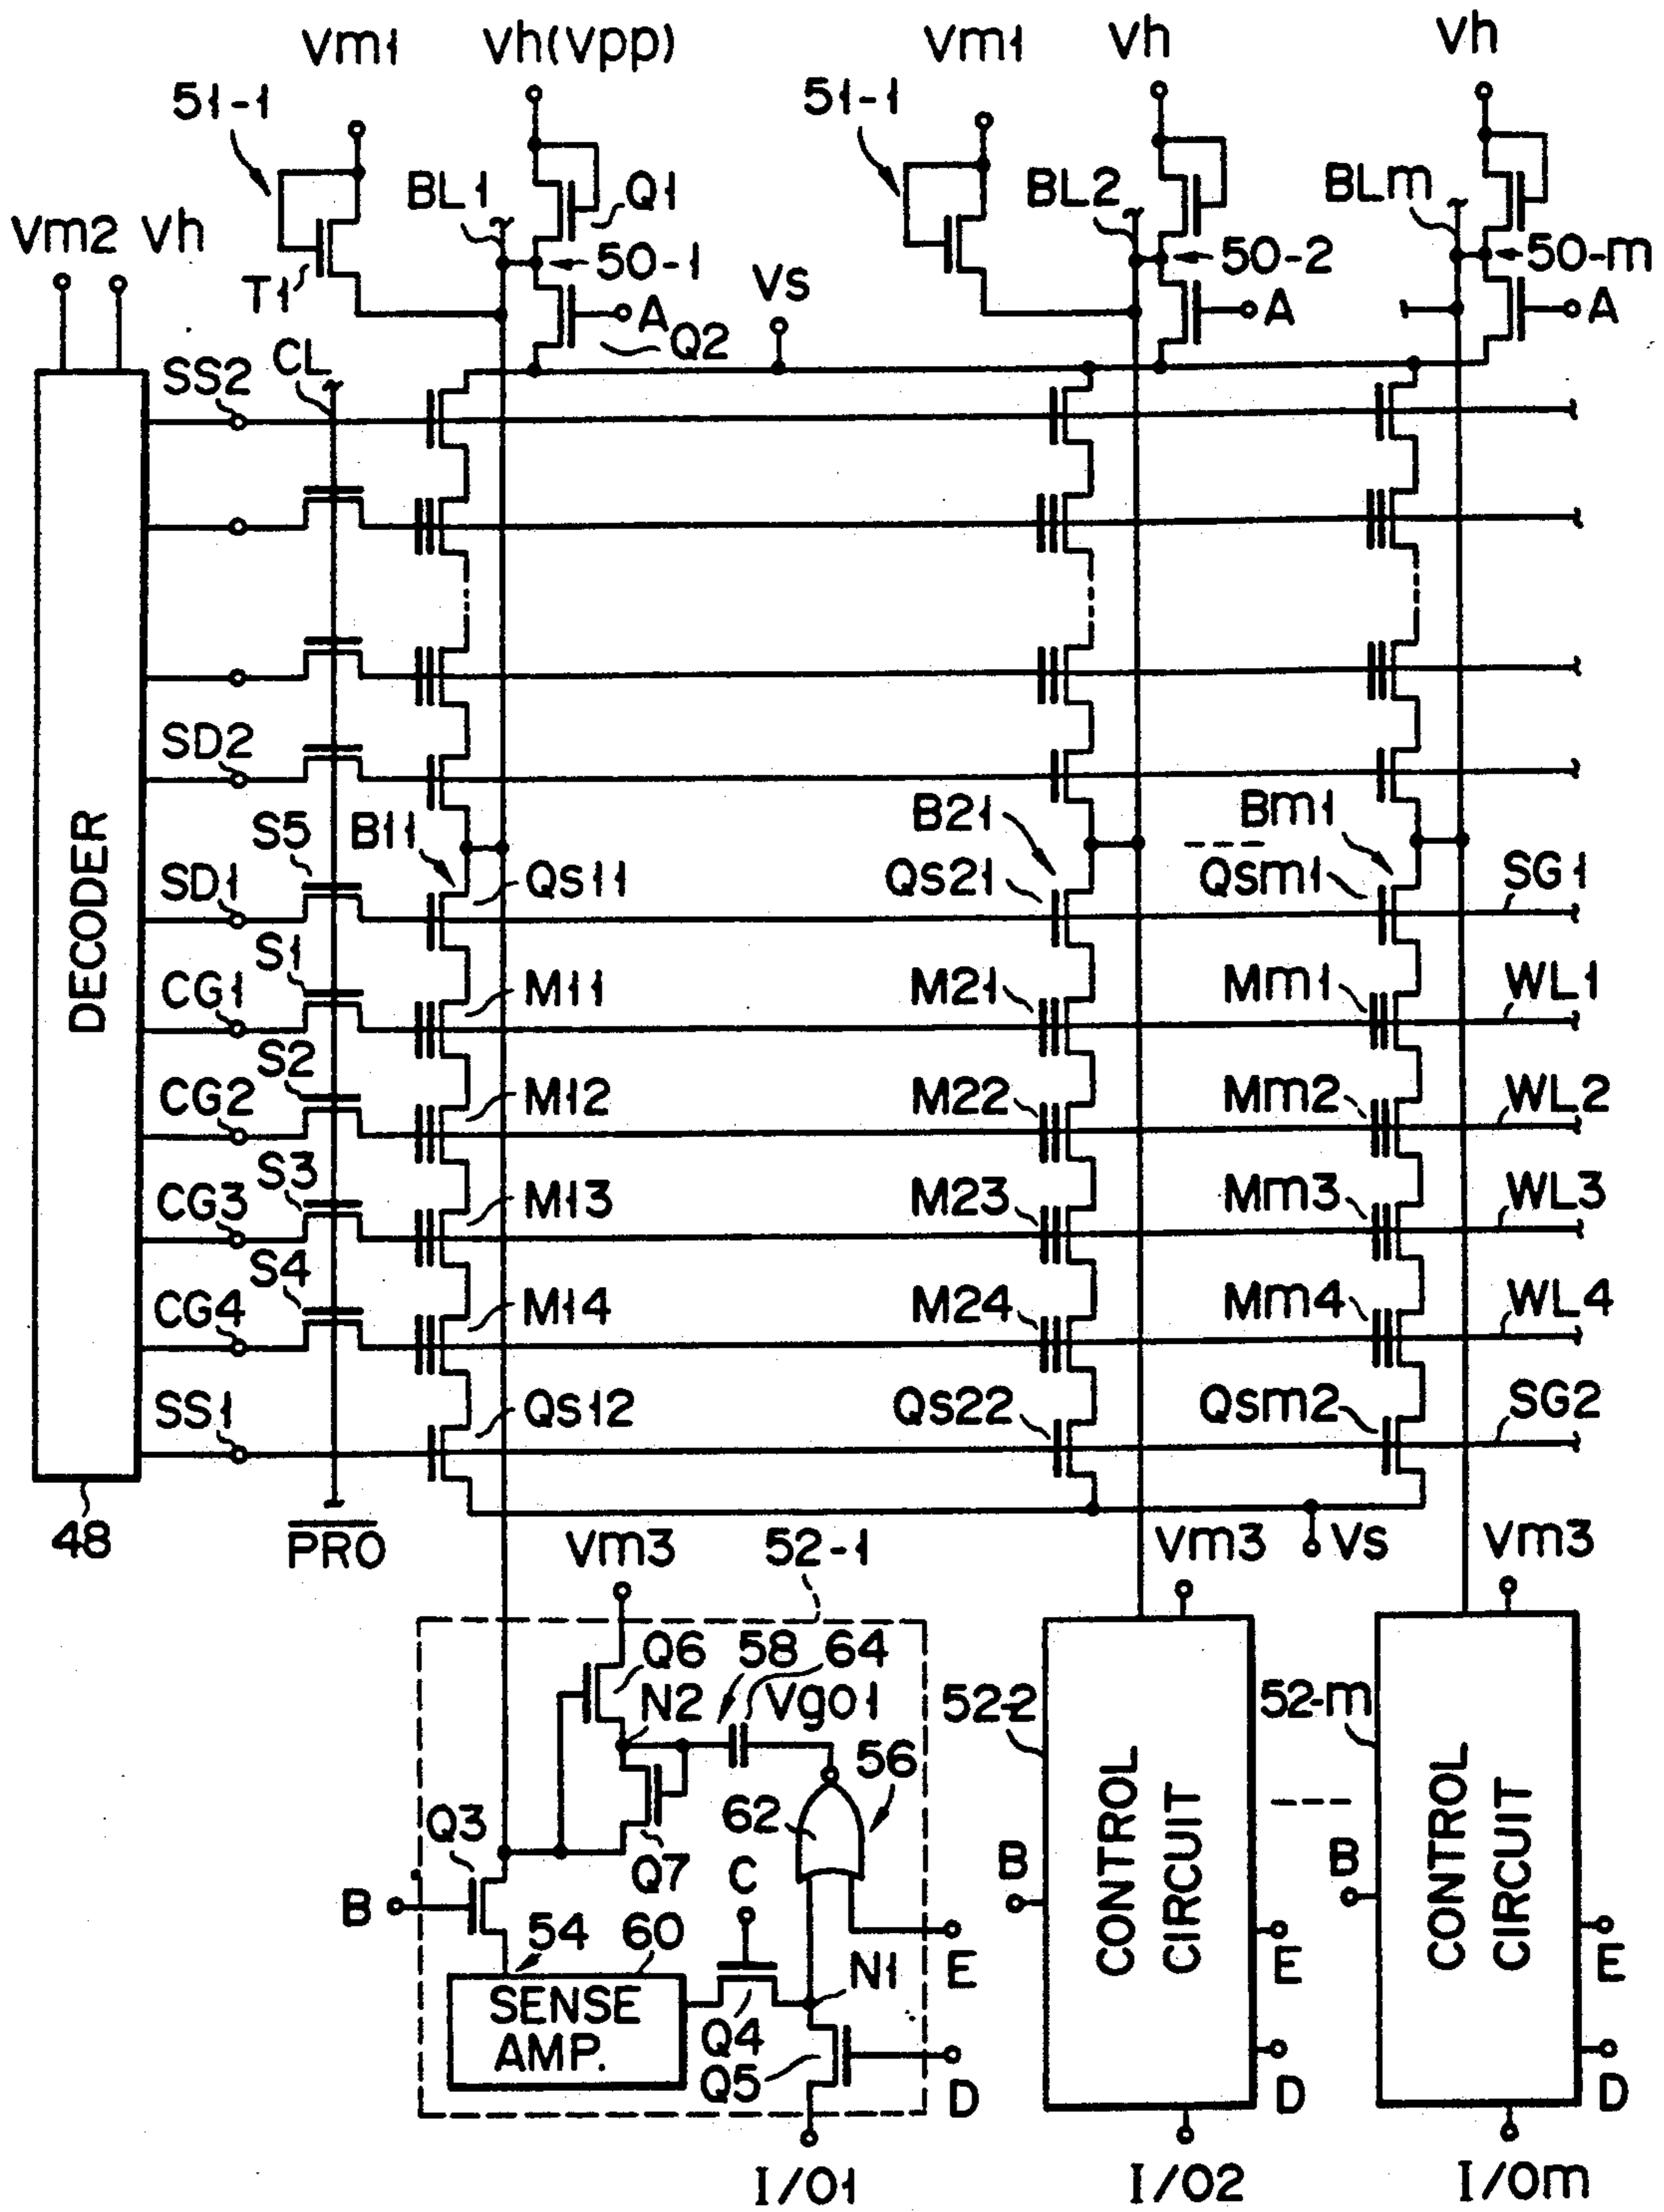 Vm1 Vh(Vpp) Vm1 Vh Vh
51-1 51-1
BL1 Q1 BL2 BLm
Vm2 Vh
T1 50-1 50-2 50-m
Vs
A A A
Q2
CL
SS2
SD2
DECODER
S5 B11 B21 Bm1
SD1 Qs11 Qs21 Qsm1 SG1
S1
CG1 M11 M21 Mm1 WL1
S2
CG2 M12 M22 Mm2 WL2
S3
CG3 M13 M23 Mm3 WL3
S4
CG4 M14 M24 Mm4 WL4
SS1 Qs12 Qs22 Qsm2 SG2
48 PRO Vm3 52-1 Vm3 Vs Vm3
Q6 58 64
N2 Vg01 52-2 52-m
56
Q3 62
Q7 C
B B B
54 60
N1 E E E
SENSE
AMP.
Q4
Q5 D D D
CONTROL
CIRCUIT
CONTROL
CIRCUIT
I/O1 I/O2 I/Om